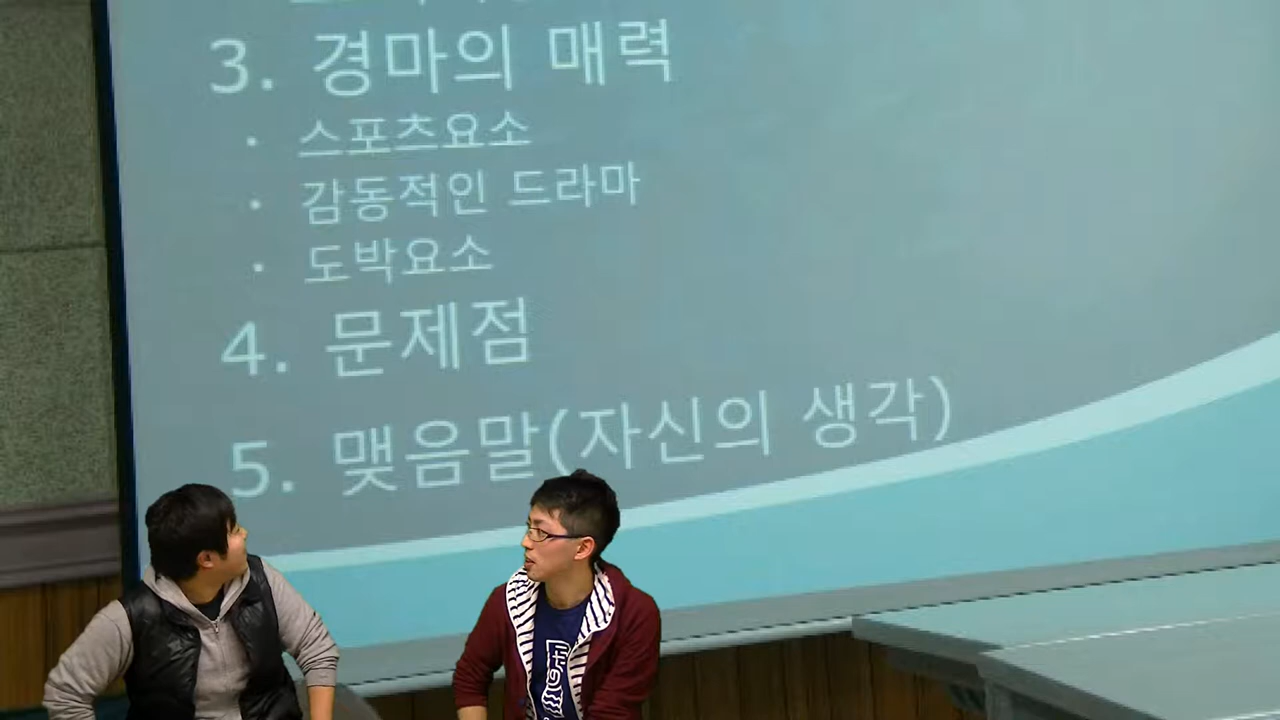 3. 경마의 매력
· 스포츠요소
· 감동적인 드라마
· 도박요소
4. 문제점
5. 맺음말(자신의 생각)